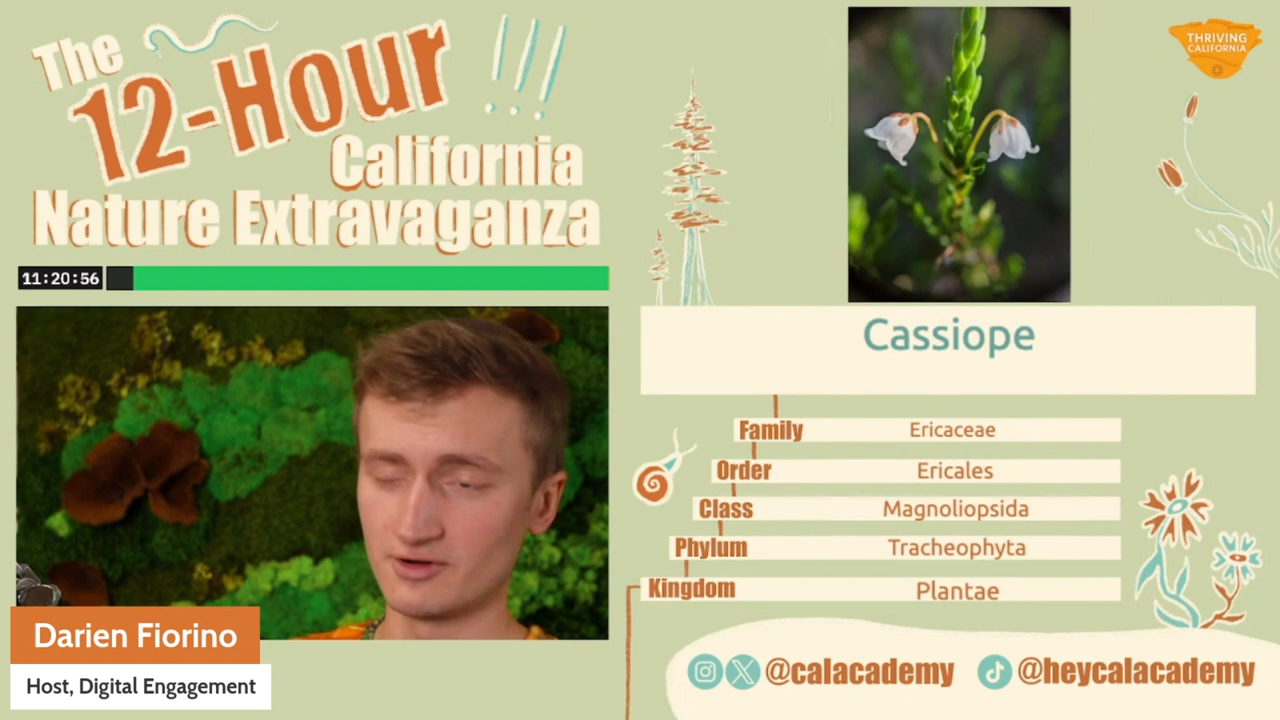 The
12-Hour
California
Nature Extravaganza
!!!
11:20:56
THRIVING
CALIFORNIA
Cassiope
Family Ericaceae
Order Ericales
Class Magnoliopsida
Phylum Tracheophyta
Kingdom Plantae
Darien Fiorino
Host, Digital Engagement
@calacademy @heycalacademy